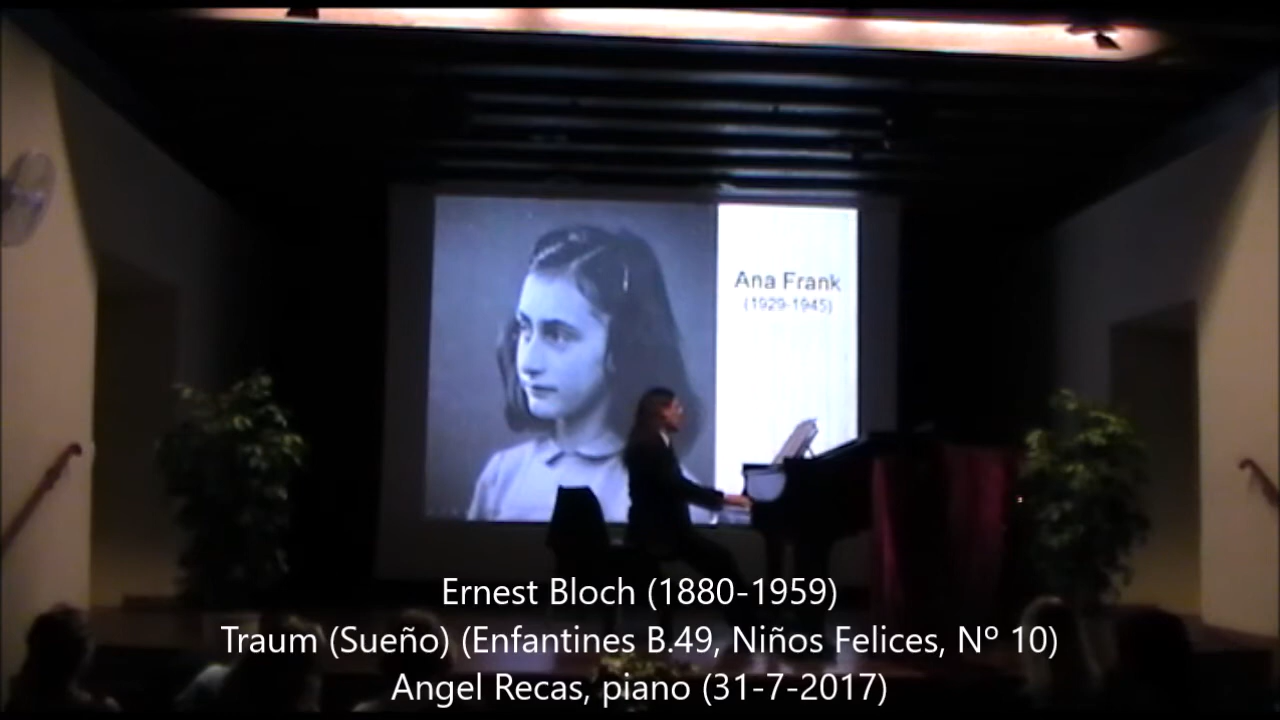 Ana Frank
(1929-1945)
Ernest Bloch (1880-1959)
Traum (Sueño) (Enfantines B.49, Niños Felices, Nº 10)
Angel Recas, piano (31-7-2017)